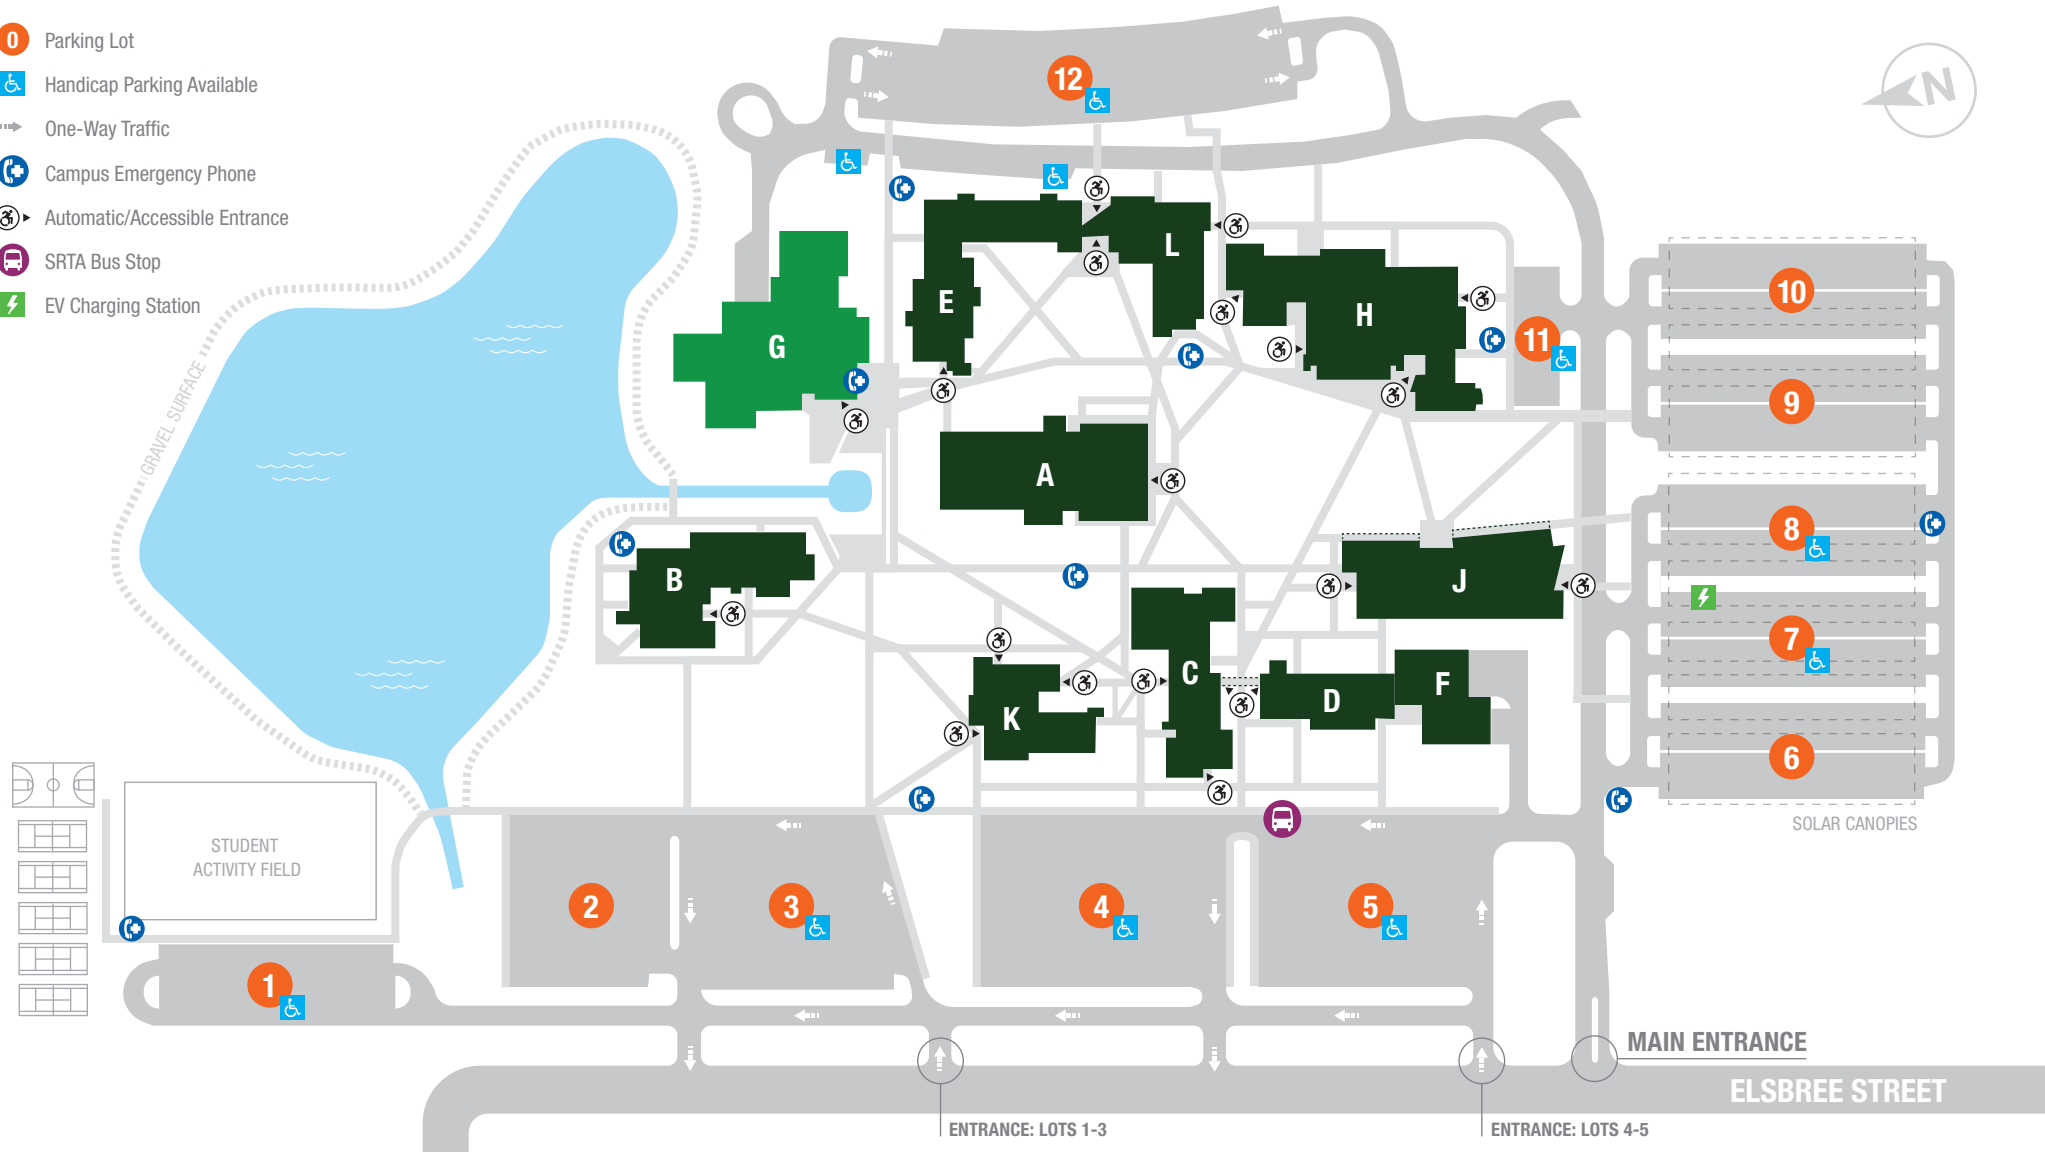 0 Parking Lot
Handicap Parking Available
One-Way Traffic
Campus Emergency Phone
Automatic/Accessible Entrance
SRTA Bus Stop
EV Charging Station
N
12
L
E
H
G
10
11
9
GRAVEL SURFACE
A
8
B
J
7
C
F
D
K
6
SOLAR CANOPIES
STUDENT
ACTIVITY FIELD
2
3
4
5
1
MAIN ENTRANCE
ELSBREE STREET
ENTRANCE: LOTS 1-3
ENTRANCE: LOTS 4-5